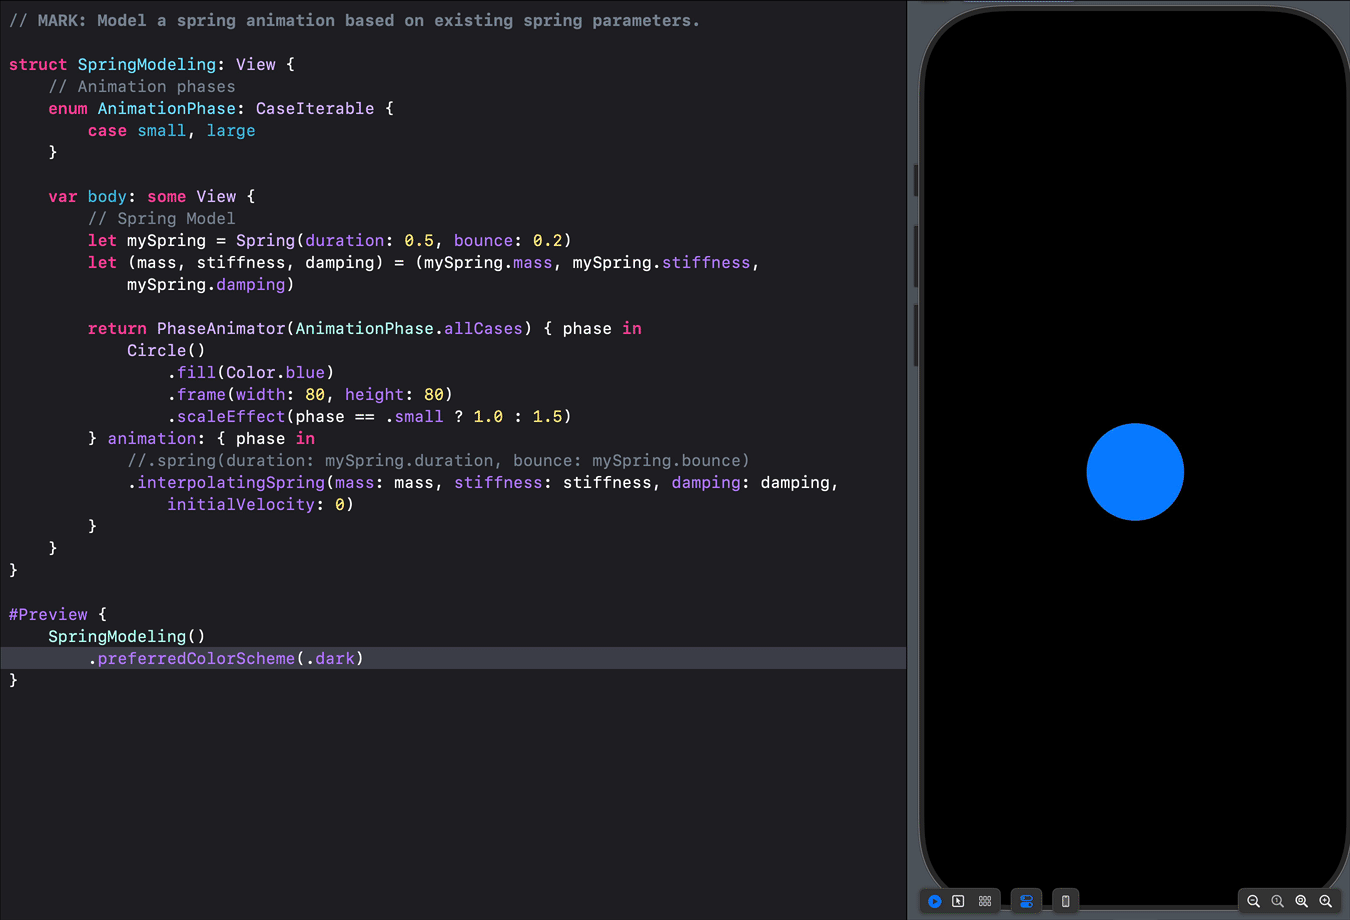 // MARK: Model a spring animation based on existing spring parameters.
struct SpringModeling: View {
    // Animation phases
    enum AnimationPhase: CaseIterable {
        case small, large
    }
    var body: some View {
        // Spring Model
        let mySpring = Spring(duration: 0.5, bounce: 0.2)
        let (mass, stiffness, damping) = (mySpring.mass, mySpring.stiffness,
            mySpring.damping)
        return PhaseAnimator(AnimationPhase.allCases) { phase in
            Circle()
                .fill(Color.blue)
                .frame(width: 80, height: 80)
                .scaleEffect(phase == .small ? 1.0 : 1.5)
        } animation: { phase in
            //.spring(duration: mySpring.duration, bounce: mySpring.bounce)
            .interpolatingSpring(mass: mass, stiffness: stiffness, damping: damping,
                initialVelocity: 0)
        }
    }
}
#Preview {
    SpringModeling()
        .preferredColorScheme(.dark)
}